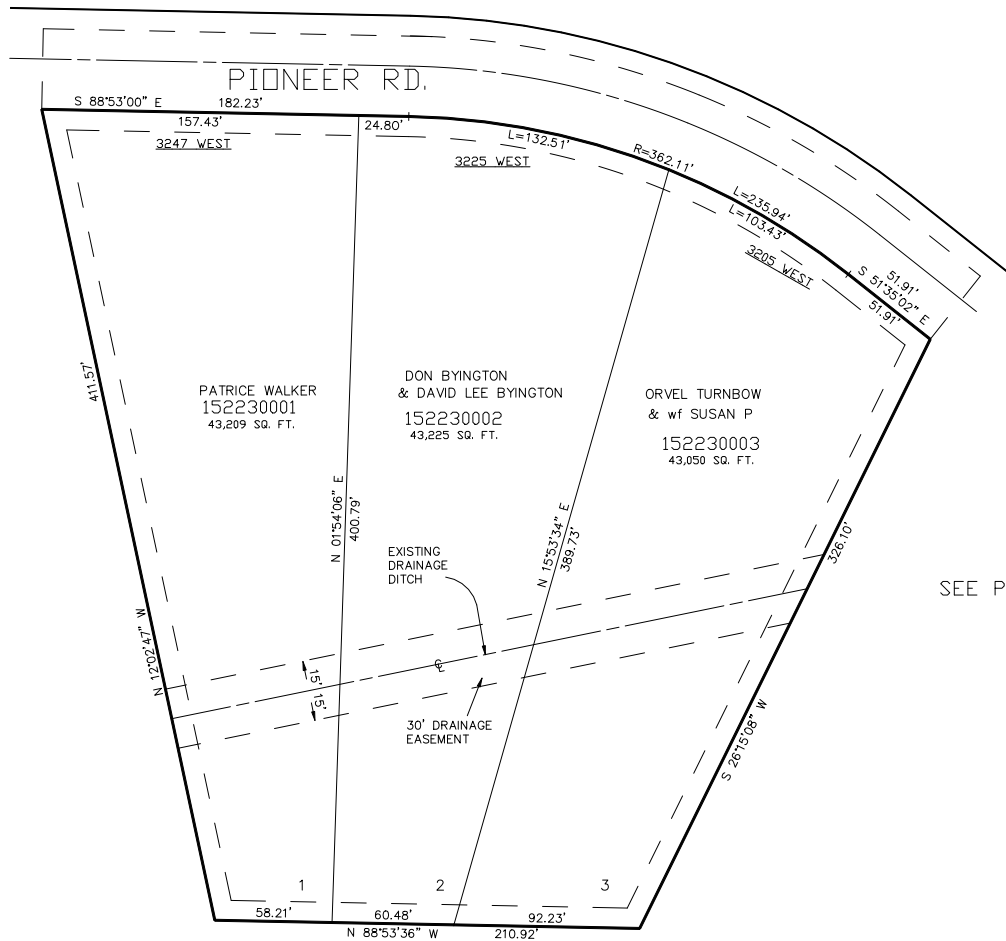 PIONEER RD.
S 88°53'00" E 182.23'
157.43'
24.80'
3247 WEST
L=132.51'
3225 WEST
R=362.11'
L=235.94'
L=103.43'
3205 WEST
51.91'
S 51°35'02" E
51.91'
411.57'
PATRICE WALKER
152230001
43,209 SQ. FT.
DON BYINGTON
& DAVID LEE BYINGTON
152230002
43,225 SQ. FT.
ORVEL TURNBOW
& wf SUSAN P
152230003
43,050 SQ. FT.
N 01°54'06" E
400.79'
N 15°53'34" E
389.73'
EXISTING
DRAINAGE
DITCH
326.10'
SEE P
N 12°02'47" W
15' 15'
CL
30' DRAINAGE
EASEMENT
S 26°15'08" W
1
2
3
58.21'
60.48'
92.23'
N 88°53'36" W 210.92'